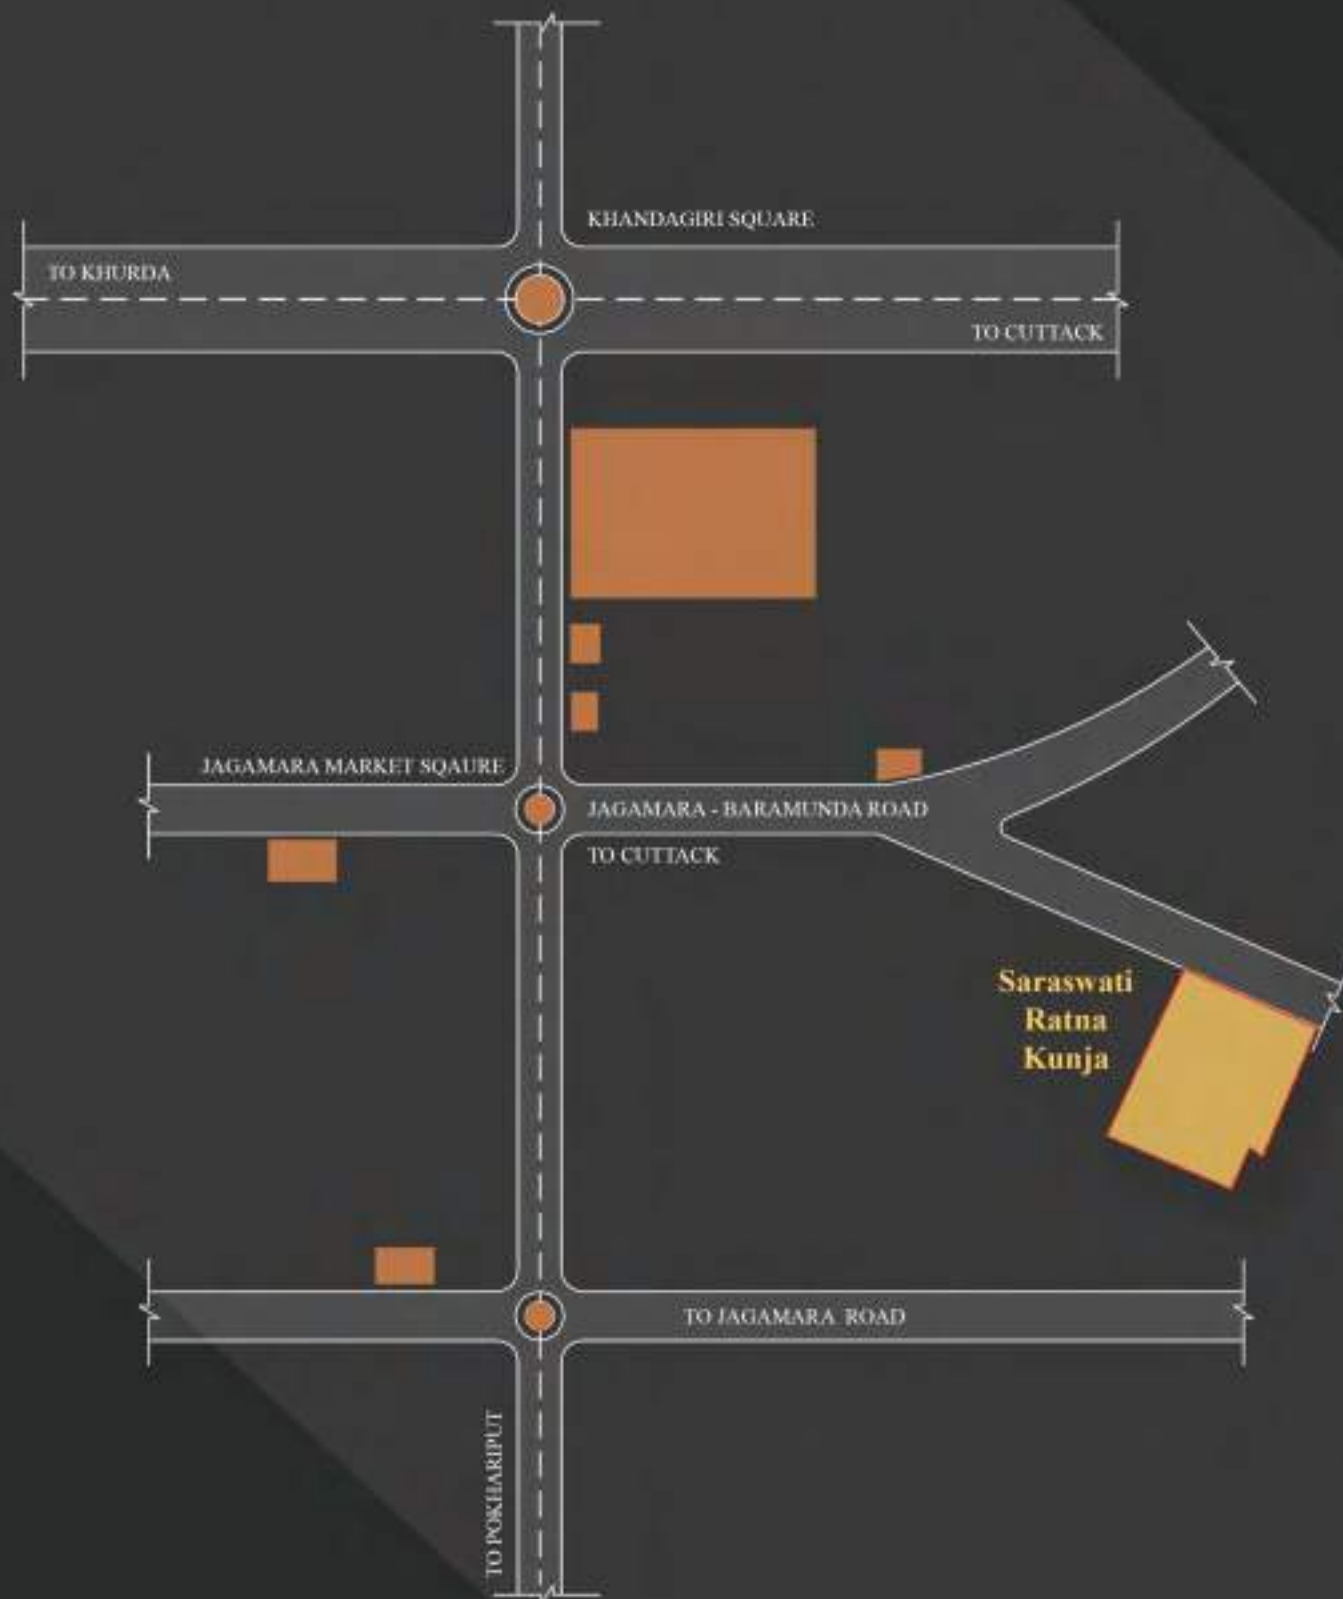 KHANDAGIRI SQUARE
TO KHURDA
TO CUTTACK
JAGAMARA MARKET SQAURE
JAGAMARA - BARAMUNDA ROAD
TO CUTTACK
Saraswati
Ratna
Kunja
TO JAGAMARA ROAD
TO POKHARIPUT